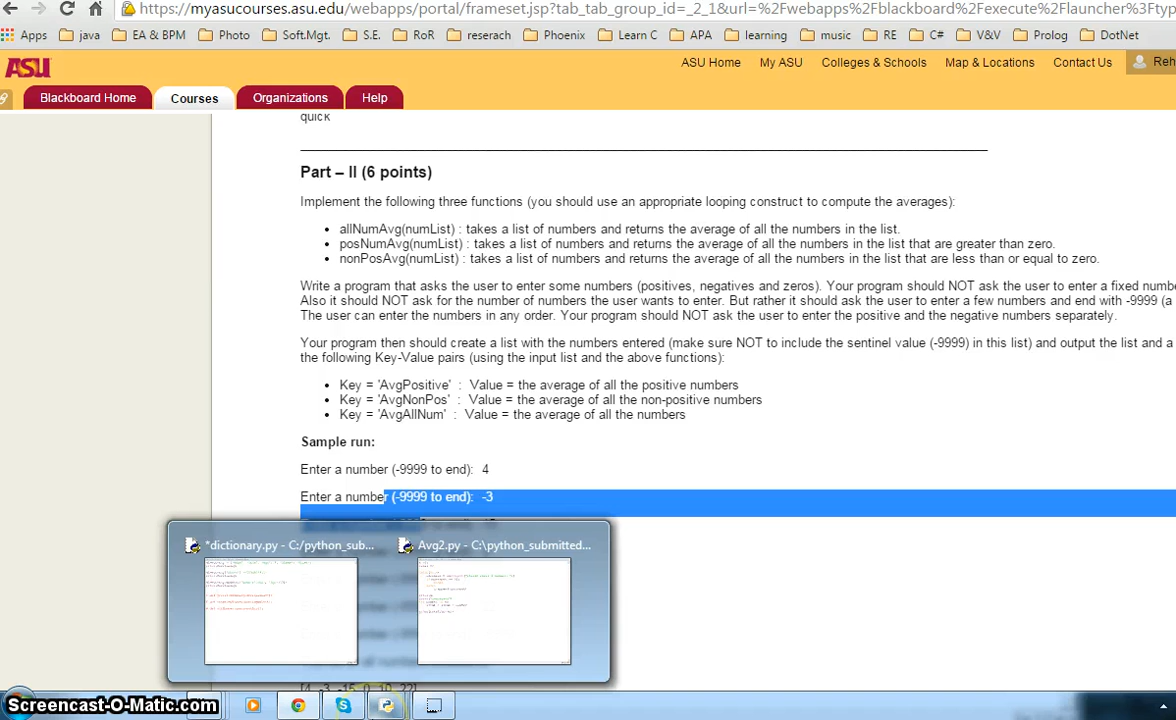 https://myasucourses.asu.edu/webapps/portal/frameset.jsp?tab_tab_group_id=_2_1&url=%2Fwebapps%2Fblackboard%2Fexecute%2Flauncher%3Ftyp
Apps java EA & BPM Photo Soft.Mgt. S.E. RoR reserach Phoenix Learn C APA learning music RE C# V&V Prolog DotNet
ASU ASU Home My ASU Colleges & Schools Map & Locations Contact Us Reh
Blackboard Home Courses Organizations Help
quick
Part – II (6 points)
Implement the following three functions (you should use an appropriate looping construct to compute the averages):
• allNumAvg(numList) : takes a list of numbers and returns the average of all the numbers in the list.
• posNumAvg(numList) : takes a list of numbers and returns the average of all the numbers in the list that are greater than zero.
• nonPosAvg(numList) : takes a list of numbers and returns the average of all the numbers in the list that are less than or equal to zero.
Write a program that asks the user to enter some numbers (positives, negatives and zeros). Your program should NOT ask the user to enter a fixed nume
Also it should NOT ask for the number of numbers the user wants to enter. But rather it should ask the user to enter a few numbers and end with -9999 (a
The user can enter the numbers in any order. Your program should NOT ask the user to enter the positive and the negative numbers separately.
Your program then should create a list with the numbers entered (make sure NOT to include the sentinel value (-9999) in this list) and output the list and a
the following Key-Value pairs (using the input list and the above functions):
• Key = 'AvgPositive' : Value = the average of all the positive numbers
• Key = 'AvgNonPos' : Value = the average of all the non-positive numbers
• Key = 'AvgAllNum' : Value = the average of all the numbers
Sample run:
Enter a number (-9999 to end): 4
Enter a number (-9999 to end): -3
*dictionary.py - C:/python_sub... Avg2.py - C:\python_submitted...
[4, -3, -15, 0, 10, 22]
Screencast-O-Matic.com